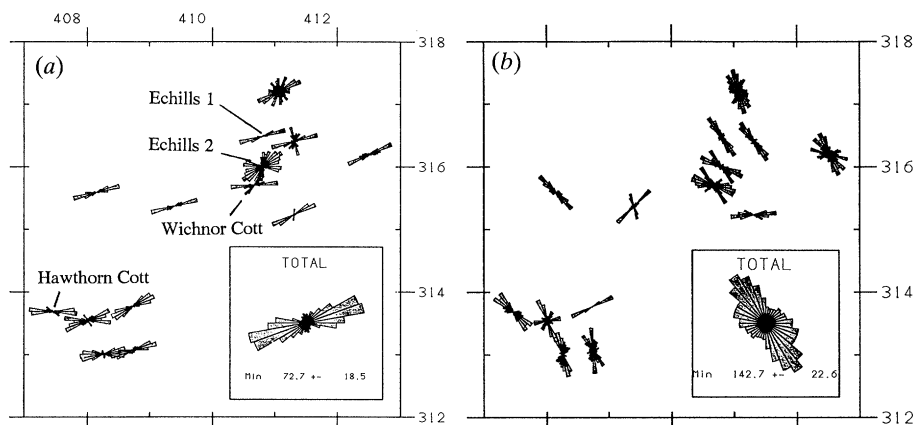 408 410 412
318
(a)
(b)
Echills 1
Echills 2
316
316
Wichnor Cott
TOTAL
TOTAL
Hawthorn Cott
314
314
Min 72.7 +- 18.5
Min 142.7 +- 22.6
312
312